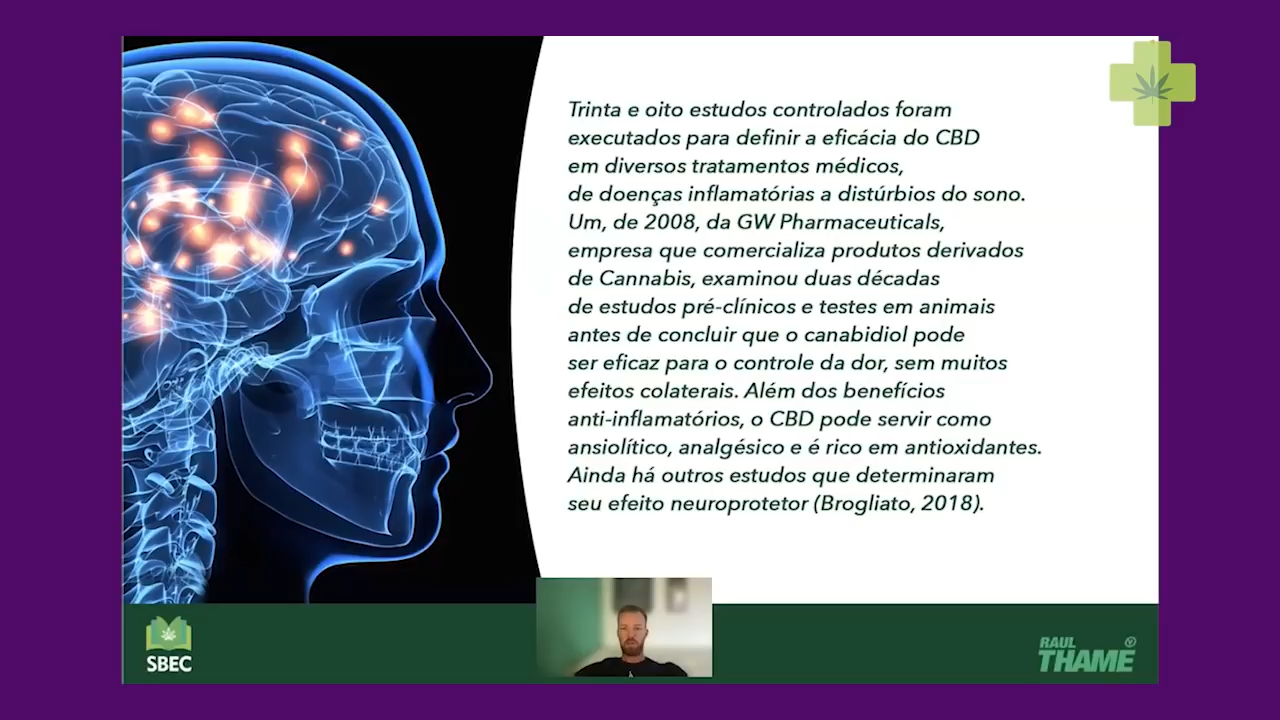 Trinta e oito estudos controlados foram
executados para definir a eficácia do CBD
em diversos tratamentos médicos,
de doenças inflamatórias a distúrbios do sono.
Um, de 2008, da GW Pharmaceuticals,
empresa que comercializa produtos derivados
de Cannabis, examinou duas décadas
de estudos pré-clínicos e testes em animais
antes de concluir que o canabidiol pode
ser eficaz para o controle da dor, sem muitos
efeitos colaterais. Além dos benefícios
anti-inflamatórios, o CBD pode servir como
ansiolítico, analgésico e é rico em antioxidantes.
Ainda há outros estudos que determinaram
seu efeito neuroprotetor (Brogliato, 2018).
SBEC
RAUL
THAME